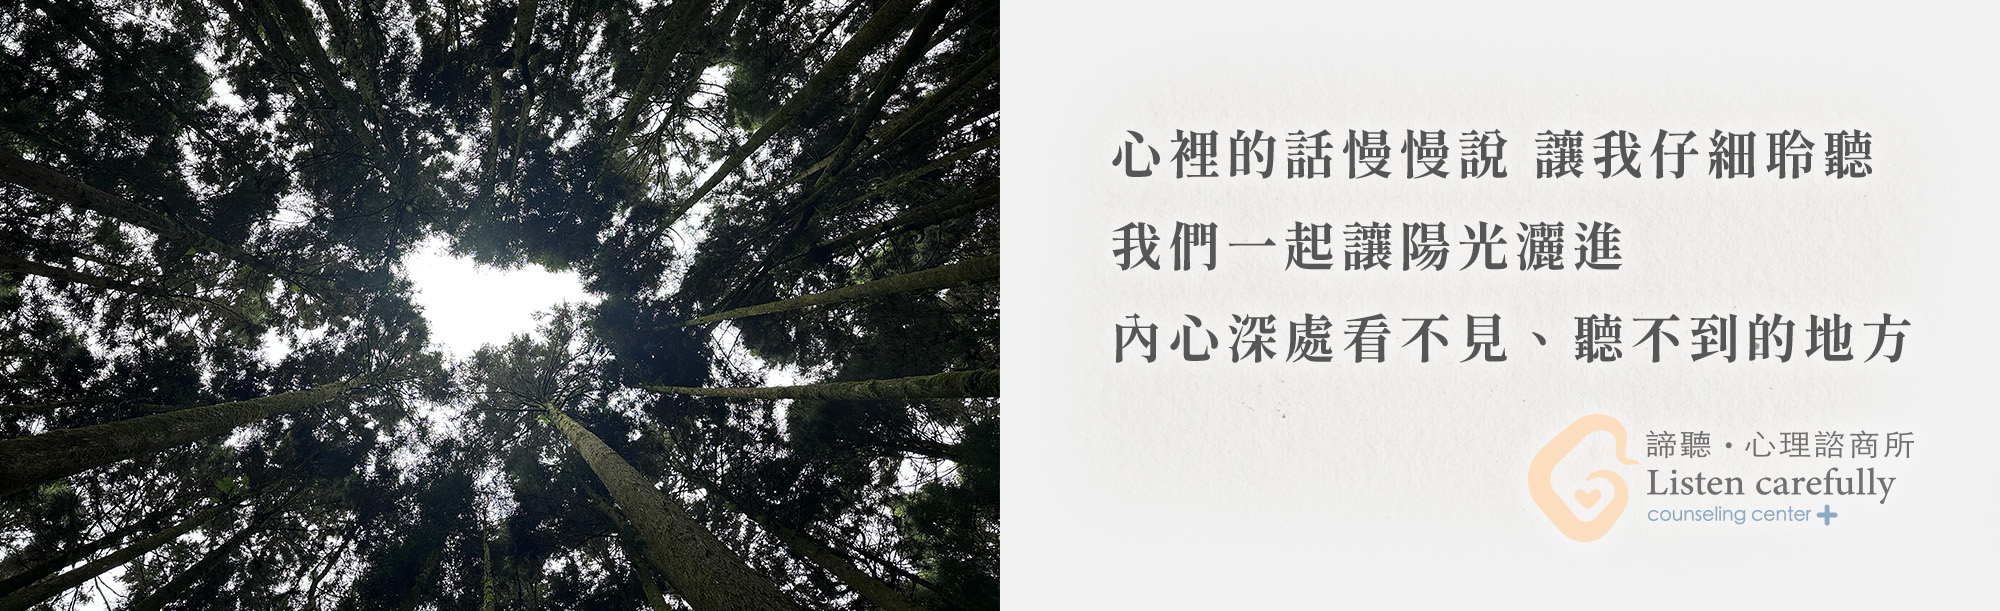 心裡的話慢慢說 讓我仔細聆聽
我們一起讓陽光灑進
內心深處看不見、聽不到的地方
諦聽・心理諮商所
Listen carefully
counseling center